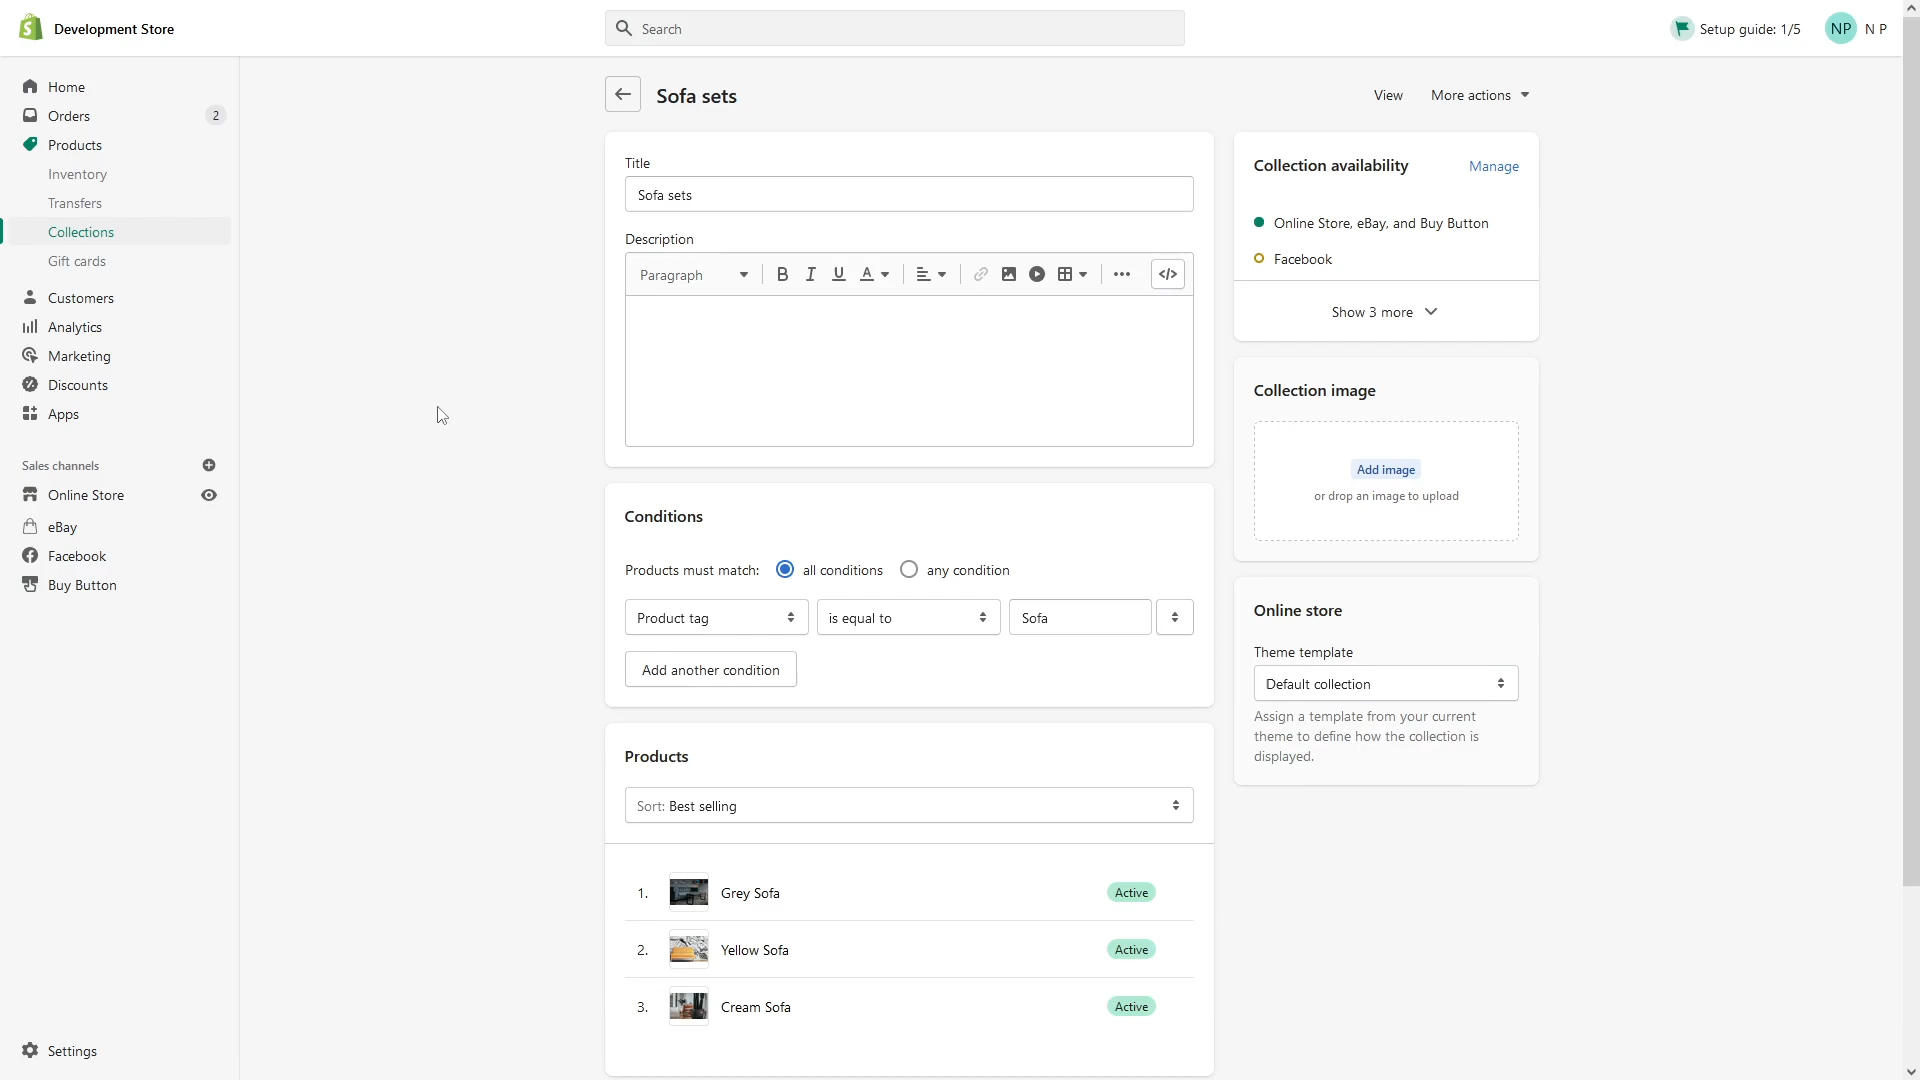 Development Store
Search
Setup guide: 1/5
NP
N P
Home
Orders
2
Products
Inventory
Transfers
Collections
Gift cards
Customers
Analytics
Marketing
Discounts
Apps
Sales channels
Online Store
eBay
Facebook
Buy Button
Settings
Sofa sets
View
More actions
Title
Sofa sets
Description
Paragraph
B I U A
Conditions
Products must match: all conditions any condition
Product tag
is equal to
Sofa
Add another condition
Products
Sort: Best selling
1. Grey Sofa Active
2. Yellow Sofa Active
3. Cream Sofa Active
Collection availability
Manage
Online Store, eBay, and Buy Button
Facebook
Show 3 more
Collection image
Add image
or drop an image to upload
Online store
Theme template
Default collection
Assign a template from your current
theme to define how the collection is
displayed.